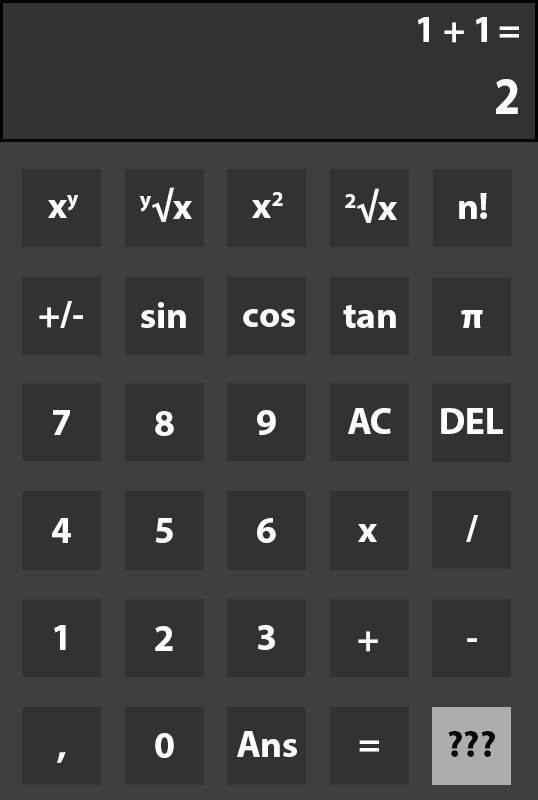 1 + 1 =
2
xʸ ʸ√x x² ²√x n!
+/- sin cos tan π
7 8 9 AC DEL
4 5 6 x /
1 2 3 + -
, 0 Ans = ???